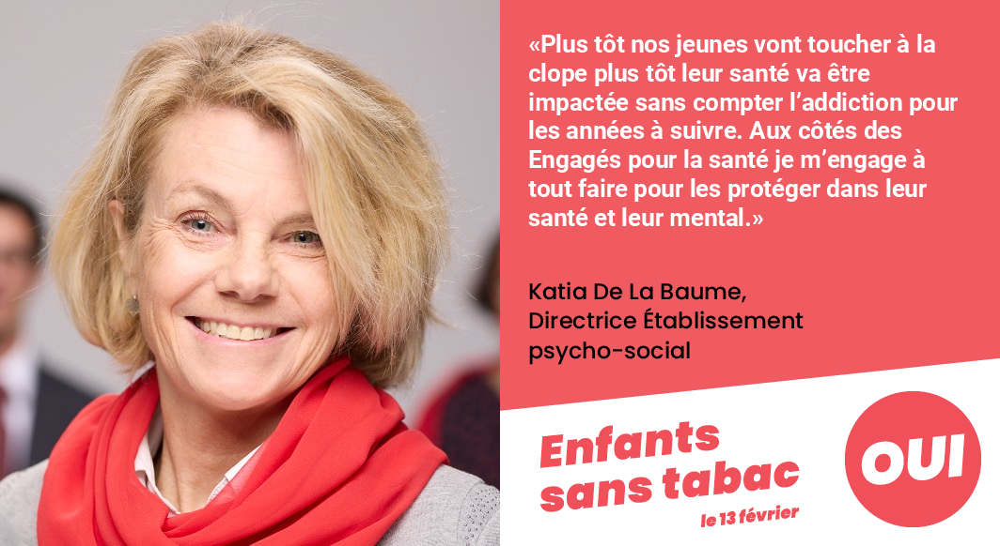 «Plus tôt nos jeunes vont toucher à la
clope plus tôt leur santé va être
impactée sans compter l’addiction pour
les années à suivre. Aux côtés des
Engagés pour la santé je m’engage à
tout faire pour les protéger dans leur
santé et leur mental.»
Katia De La Baume,
Directrice Établissement
psycho-social
Enfants
sans tabac
le 13 février
OUI